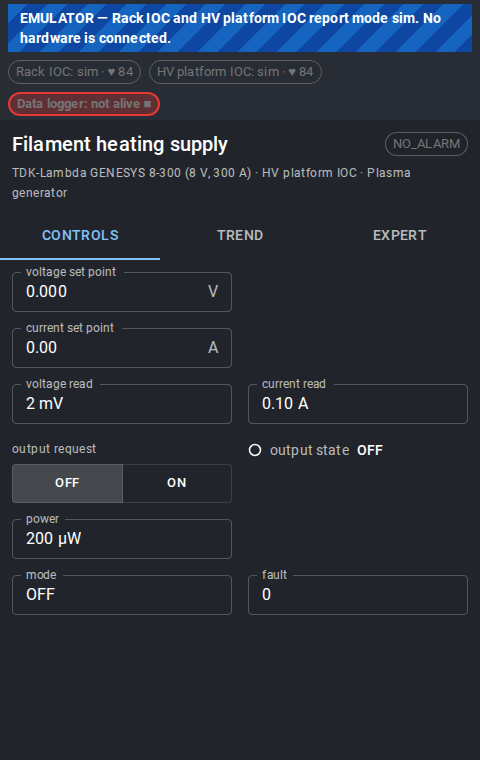 EMULATOR — Rack IOC and HV platform IOC report mode sim. No
hardware is connected.
Rack IOC: sim · ♥ 84
HV platform IOC: sim · ♥ 84
Data logger: not alive ■
Filament heating supply
NO_ALARM
TDK-Lambda GENESYS 8-300 (8 V, 300 A) · HV platform IOC · Plasma
generator
CONTROLS
TREND
EXPERT
voltage set point
0.000 V
current set point
0.00 A
voltage read
2 mV
current read
0.10 A
output request
output state OFF
OFF
ON
power
200 µW
mode
OFF
fault
0